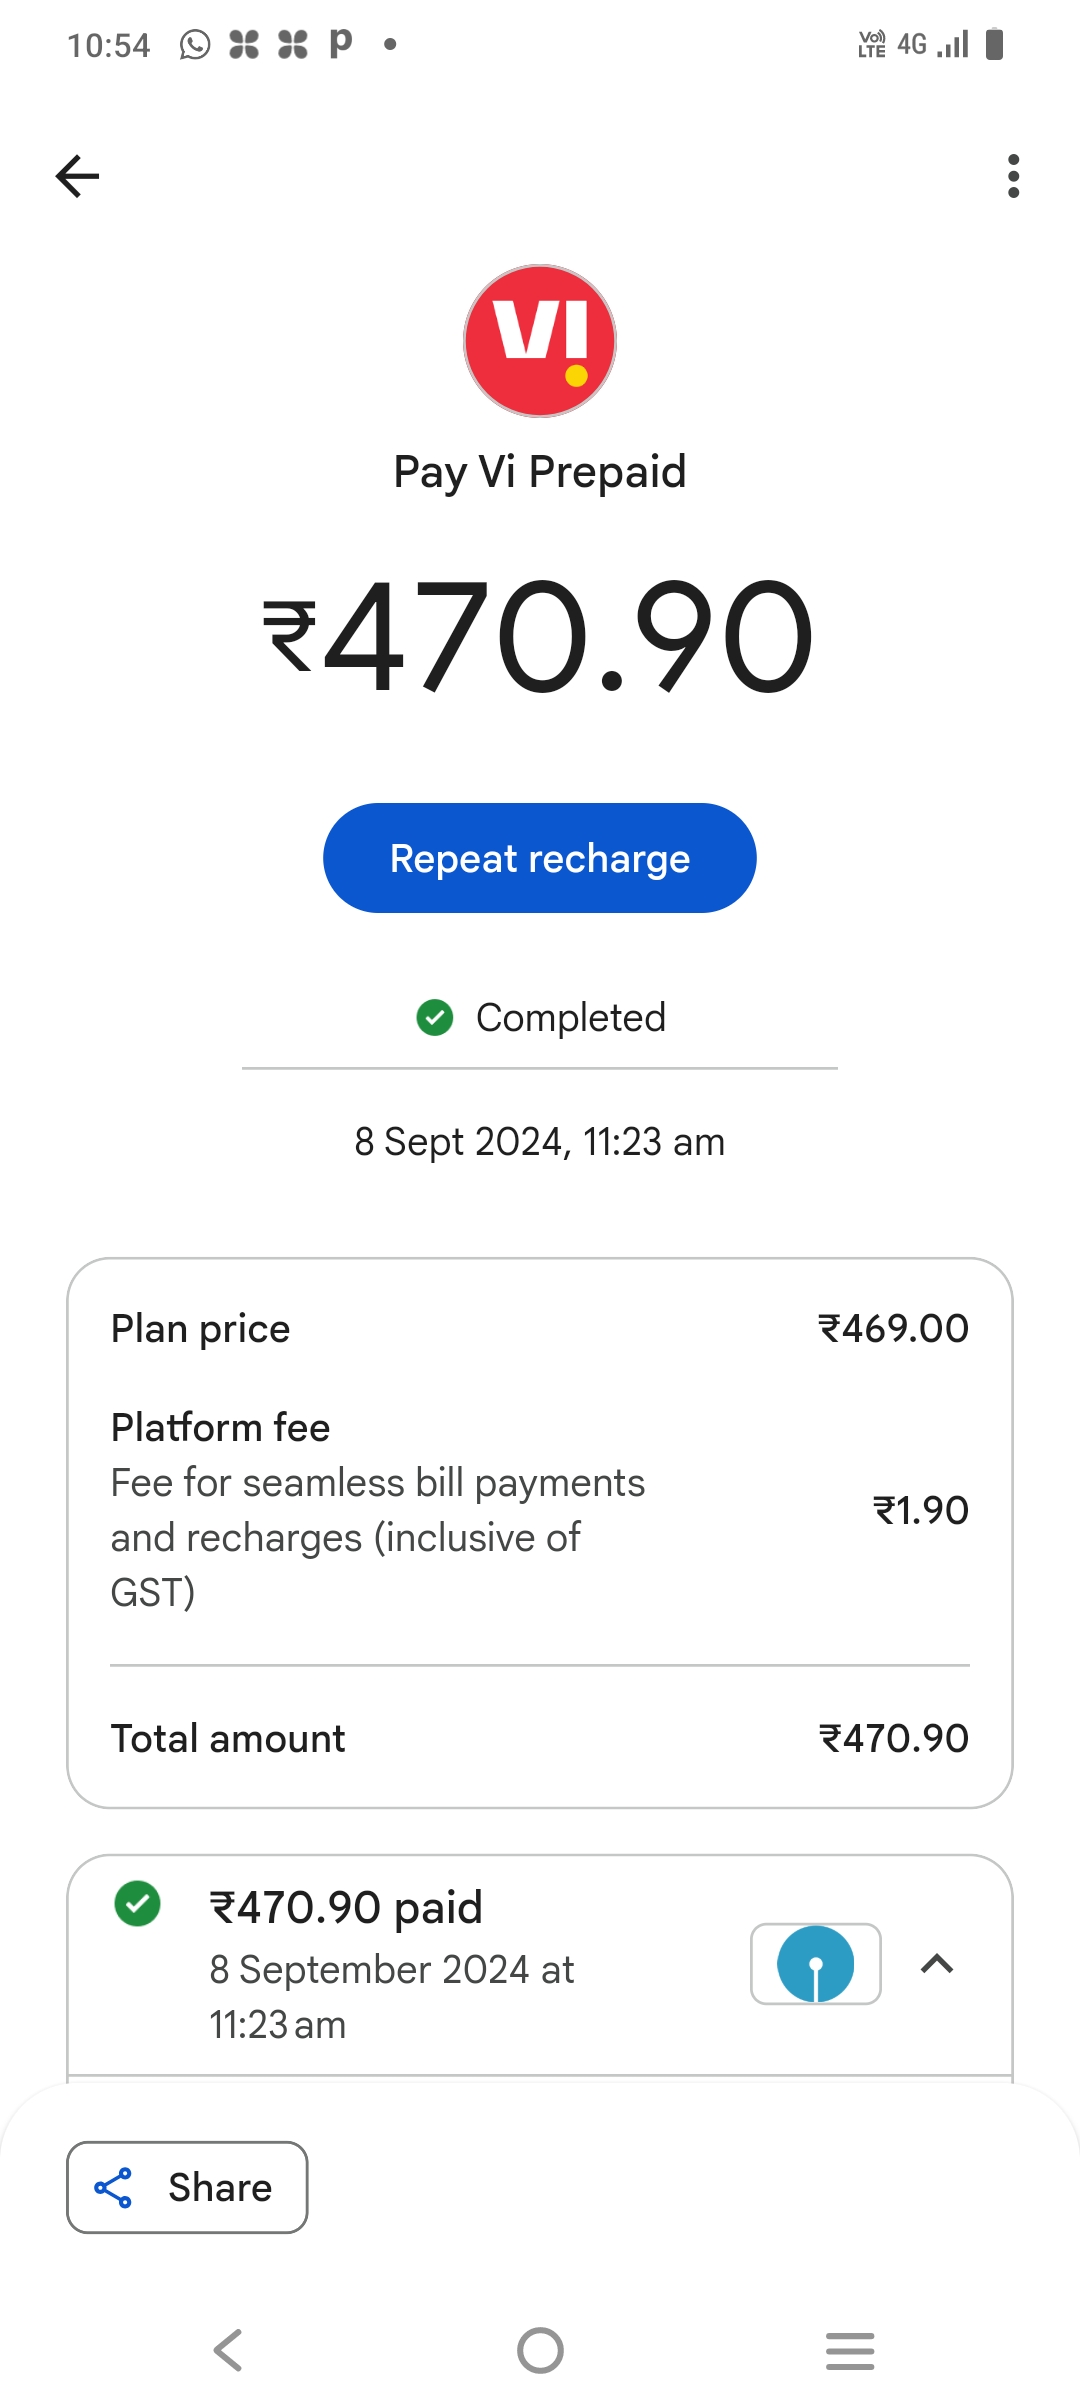 10:54 p
Vo)) LTE 4G
VI
Pay Vi Prepaid
₹470.90
Repeat recharge
Completed
8 Sept 2024, 11:23 am
Plan price ₹469.00
Platform fee
Fee for seamless bill payments
and recharges (inclusive of
GST)
₹1.90
Total amount ₹470.90
₹470.90 paid
8 September 2024 at
11:23 am
Share